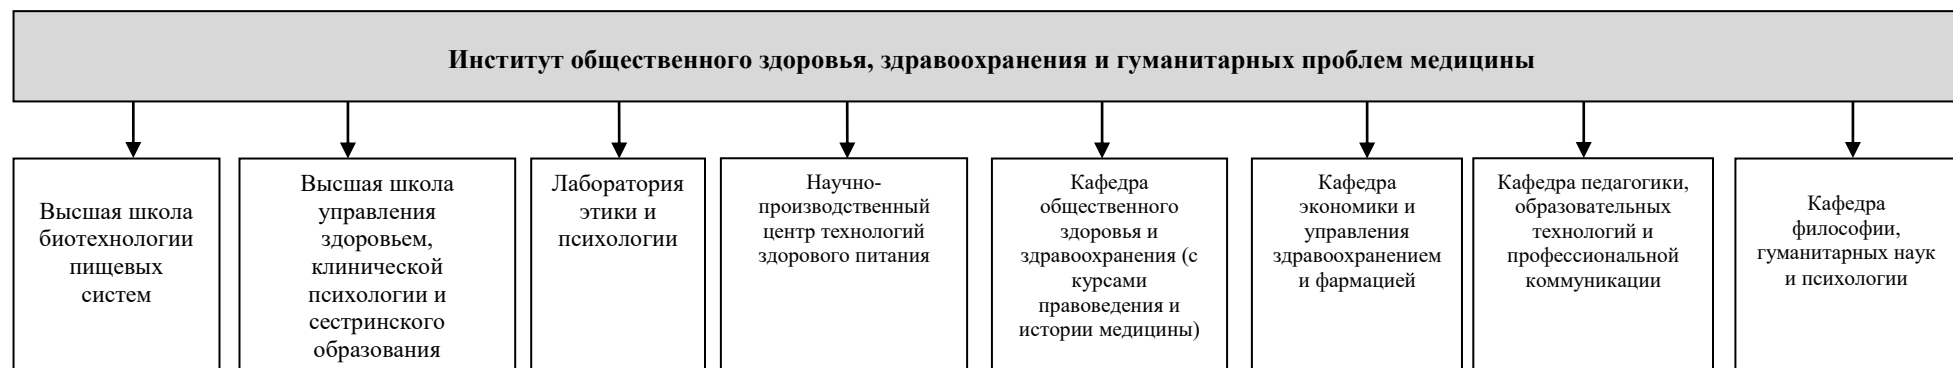 Институт общественного здоровья, здравоохранения и гуманитарных проблем медицины
Высшая школа
биотехнологии
пищевых
систем
Высшая школа
управления
здоровьем,
клинической
психологии и
сестринского
образования
Лаборатория
этики и
психологии
Научно-
производственный
центр технологий
здорового питания
Кафедра
общественного
здоровья и
здравоохранения (с
курсами
правоведения и
истории медицины)
Кафедра
экономики и
управления
здравоохранением
и фармацией
Кафедра педагогики,
образовательных
технологий и
профессиональной
коммуникации
Кафедра
философии,
гуманитарных наук
и психологии